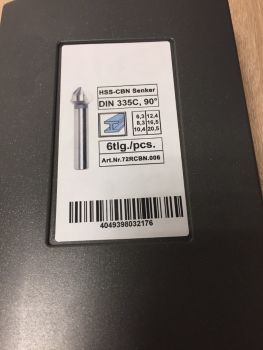 HSS-CBN Senker
DIN 335C, 90°
6,3 12,4
8,3 16,5
10,4 20,5
6tlg./pcs.
Art.Nr.72RCBN.006
4049398032176